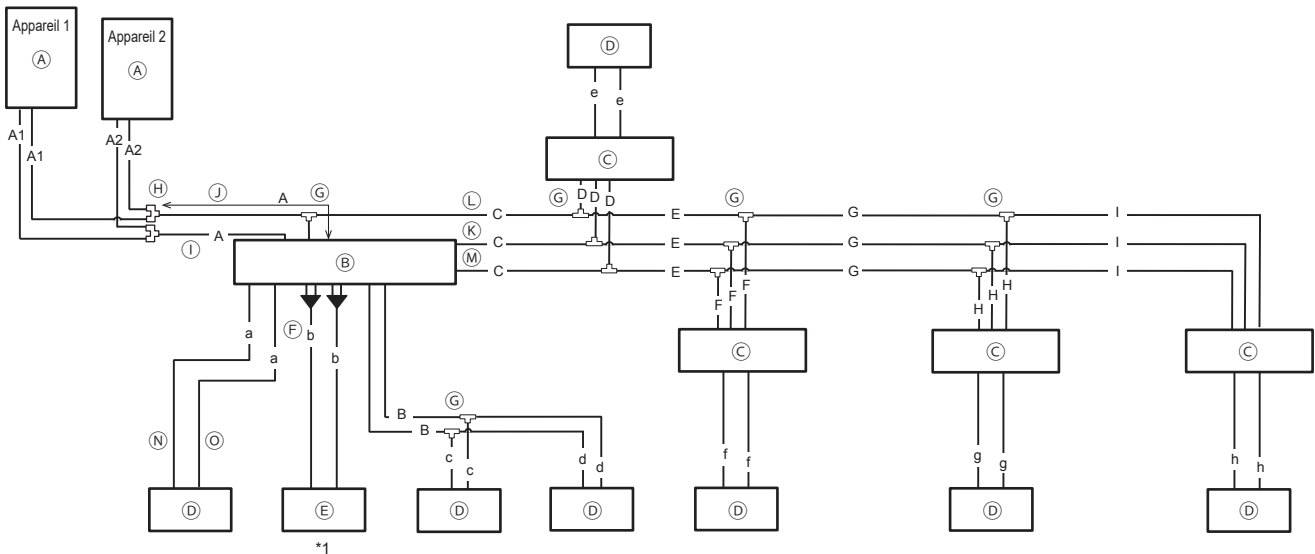 Appareil 1
Appareil 2
Ⓐ
Ⓐ
Ⓓ
e e
A1 A1
A2 A2
Ⓒ
Ⓗ Ⓙ Ⓖ
A
Ⓛ C Ⓖ D D D E Ⓖ G Ⓖ I
Ⓘ A
Ⓚ C E G I
Ⓑ
Ⓜ C E G I
F F F
H H H
a a Ⓕ b b
Ⓒ Ⓒ Ⓒ
B Ⓖ
B
Ⓝ Ⓞ
c c d d f f g g h h
Ⓓ Ⓔ Ⓓ Ⓓ Ⓓ Ⓓ Ⓓ
*1